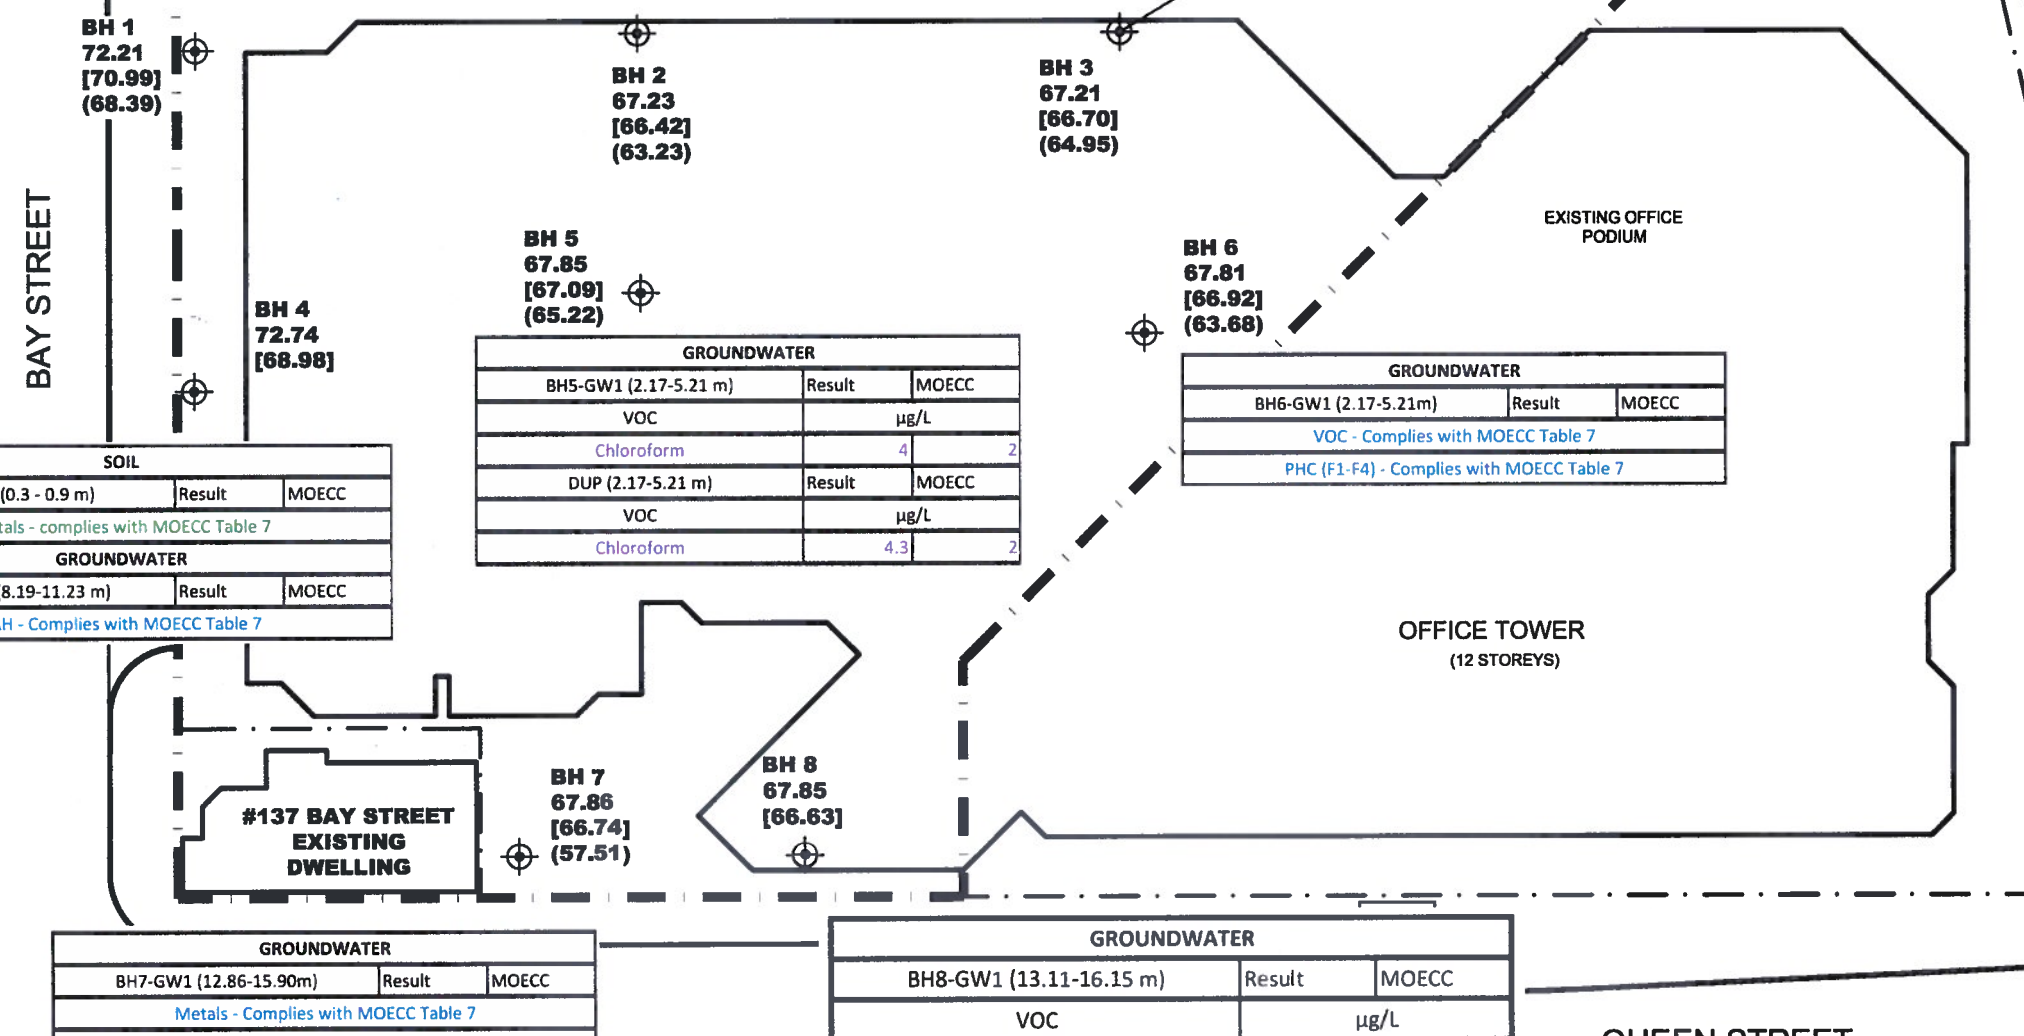 BH 1
72.21
[70.99]
(68.39)
BH 2
67.23
[66.42]
(63.23)
BH 3
67.21
[66.70]
(64.95)
BAY STREET
BH 4
72.74
[68.98]
BH 5
67.85
[67.09]
(65.22)
BH 6
67.81
[66.92]
(63.68)
EXISTING OFFICE
PODIUM
GROUNDWATER
BH5-GW1 (2.17-5.21 m) Result MOECC
VOC µg/L
Chloroform 4 2
DUP (2.17-5.21 m) Result MOECC
VOC µg/L
Chloroform 4.3 2
GROUNDWATER
BH6-GW1 (2.17-5.21m) Result MOECC
VOC - Complies with MOECC Table 7
PHC (F1-F4) - Complies with MOECC Table 7
SOIL
(0.3 - 0.9 m) Result MOECC
tals - complies with MOECC Table 7
GROUNDWATER
8.19-11.23 m) Result MOECC
H - Complies with MOECC Table 7
OFFICE TOWER
(12 STOREYS)
#137 BAY STREET
EXISTING
DWELLING
BH 7
67.86
[66.74]
(57.51)
BH 8
67.85
[66.63]
GROUNDWATER
BH7-GW1 (12.86-15.90m) Result MOECC
Metals - Complies with MOECC Table 7
GROUNDWATER
BH8-GW1 (13.11-16.15 m) Result MOECC
VOC µg/L
QUEEN STREET